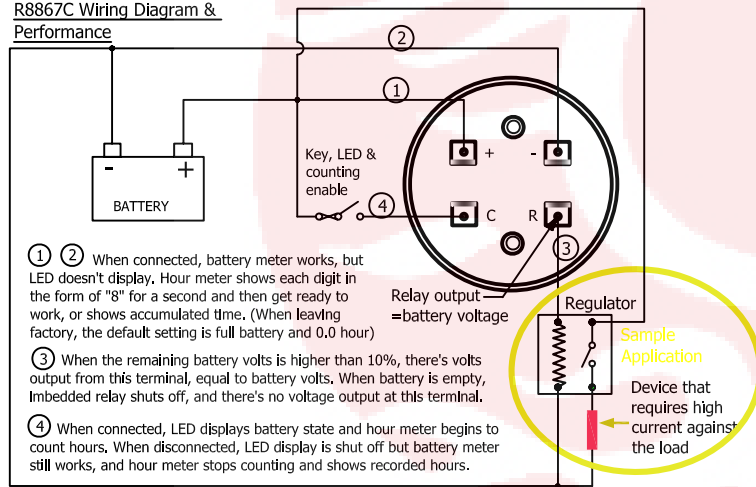 R8867C Wiring Diagram &
Performance
2
1
+
-
Key, LED &
counting
enable
- +
BATTERY
4
C
R
3
1 2 When connected, battery meter works, but
LED doesn't display. Hour meter shows each digit in
the form of "8" for a second and then get ready to
work, or shows accumulated time. (When leaving
factory, the default setting is full battery and 0.0 hour)
Relay output
=battery voltage
Regulator
Sample
Application
3 When the remaining battery volts is higher than 10%, there's volts
output from this terminal, equal to battery volts. When battery is empty,
imbedded relay shuts off, and there's no voltage output at this terminal.
Device that
requires high
current against
the load
4 When connected, LED displays battery state and hour meter begins to
count hours. When disconnected, LED display is shut off but battery meter
still works, and hour meter stops counting and shows recorded hours.